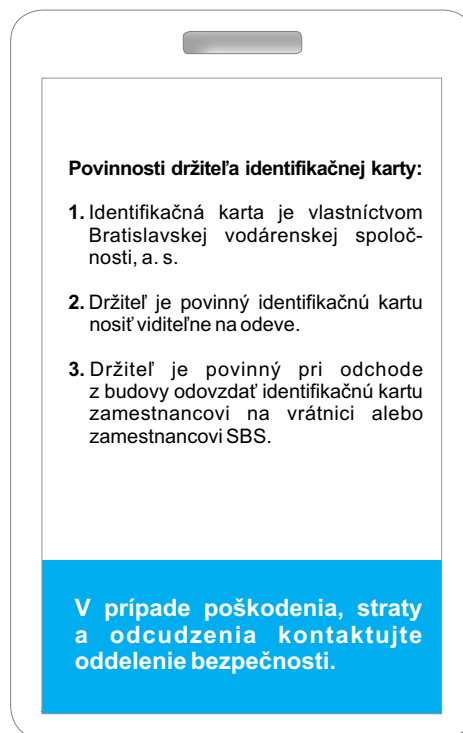 Povinnosti držiteľa identifikačnej karty:
1. Identifikačná karta je vlastníctvom
Bratislavskej vodárenskej spoloč-
nosti, a. s.
2. Držiteľ je povinný identifikačnú kartu
nosiť viditeľne na odeve.
3. Držiteľ je povinný pri odchode
z budovy odovzdať identifikačnú kartu
zamestnancovi na vrátnici alebo
zamestnancovi SBS.
V prípade poškodenia, straty
a odcudzenia kontaktujte
oddelenie bezpečnosti.